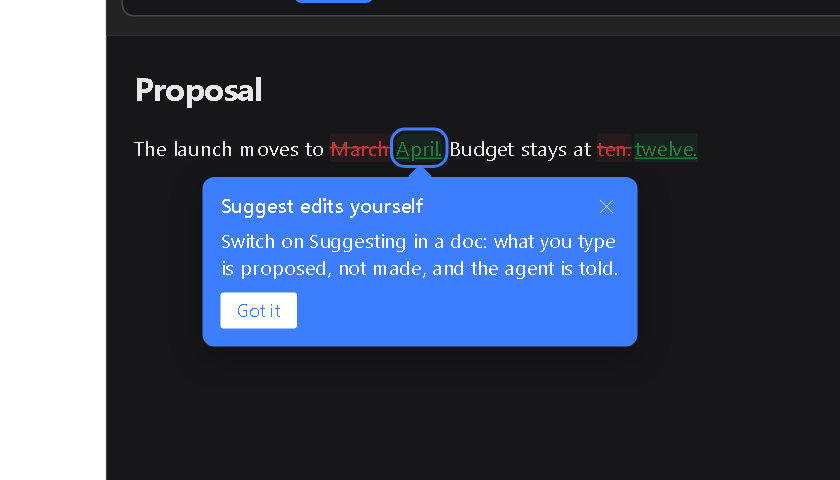 Proposal
The launch moves to March April. Budget stays at ten. twelve.
Suggest edits yourself
Switch on Suggesting in a doc: what you type
is proposed, not made, and the agent is told.
Got it